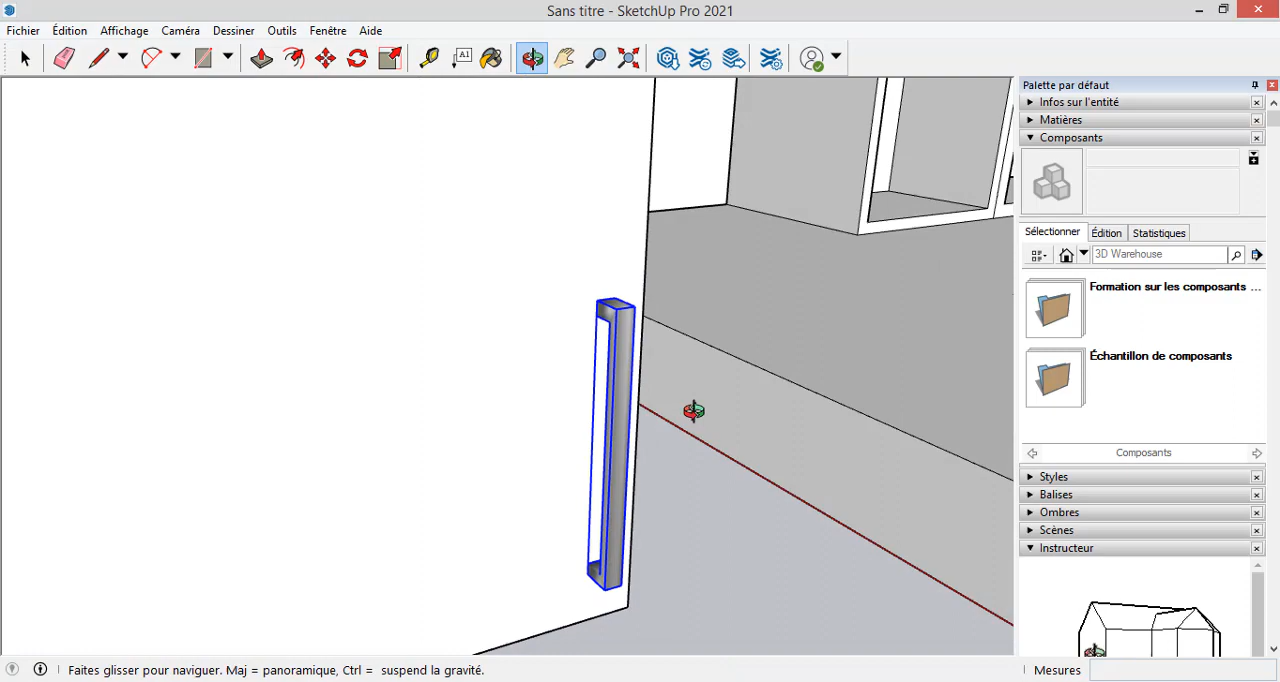 Sans titre - SketchUp Pro 2021
Fichier Édition Affichage Caméra Dessiner Outils Fenêtre Aide
A1
Palette par défaut
Infos sur l'entité
Matières
Composants
Sélectionner Édition Statistiques
3D Warehouse
Formation sur les composants ...
Échantillon de composants
Composants
Styles
Balises
Ombres
Scènes
Instructeur
Faites glisser pour naviguer. Maj = panoramique, Ctrl = suspend la gravité.
Mesures